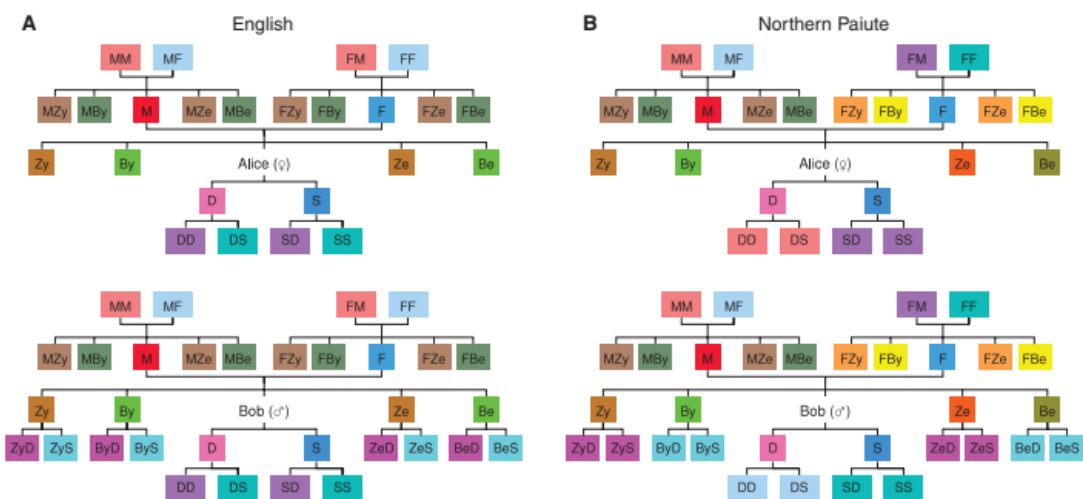 A English B Northern Paiute
MM MF FM FF MM MF FM FF
MZy MBy M MZe MBe FZy FBy F FZe FBe MZy MBy M MZe MBe FZy FBy F FZe FBe
Zy By Alice (♀) Ze Be Zy By Alice (♀) Ze Be
D S D S
DD DS SD SS DD DS SD SS
MM MF FM FF MM MF FM FF
MZy MBy M MZe MBe FZy FBy F FZe FBe MZy MBy M MZe MBe FZy FBy F FZe FBe
Zy By Bob (♂) Ze Be Zy By Bob (♂) Ze Be
ZyD ZyS ByD ByS D S ZeD ZeS BeD BeS ZyD ZyS ByD ByS D S ZeD ZeS BeD BeS
DD DS SD SS DD DS SD SS